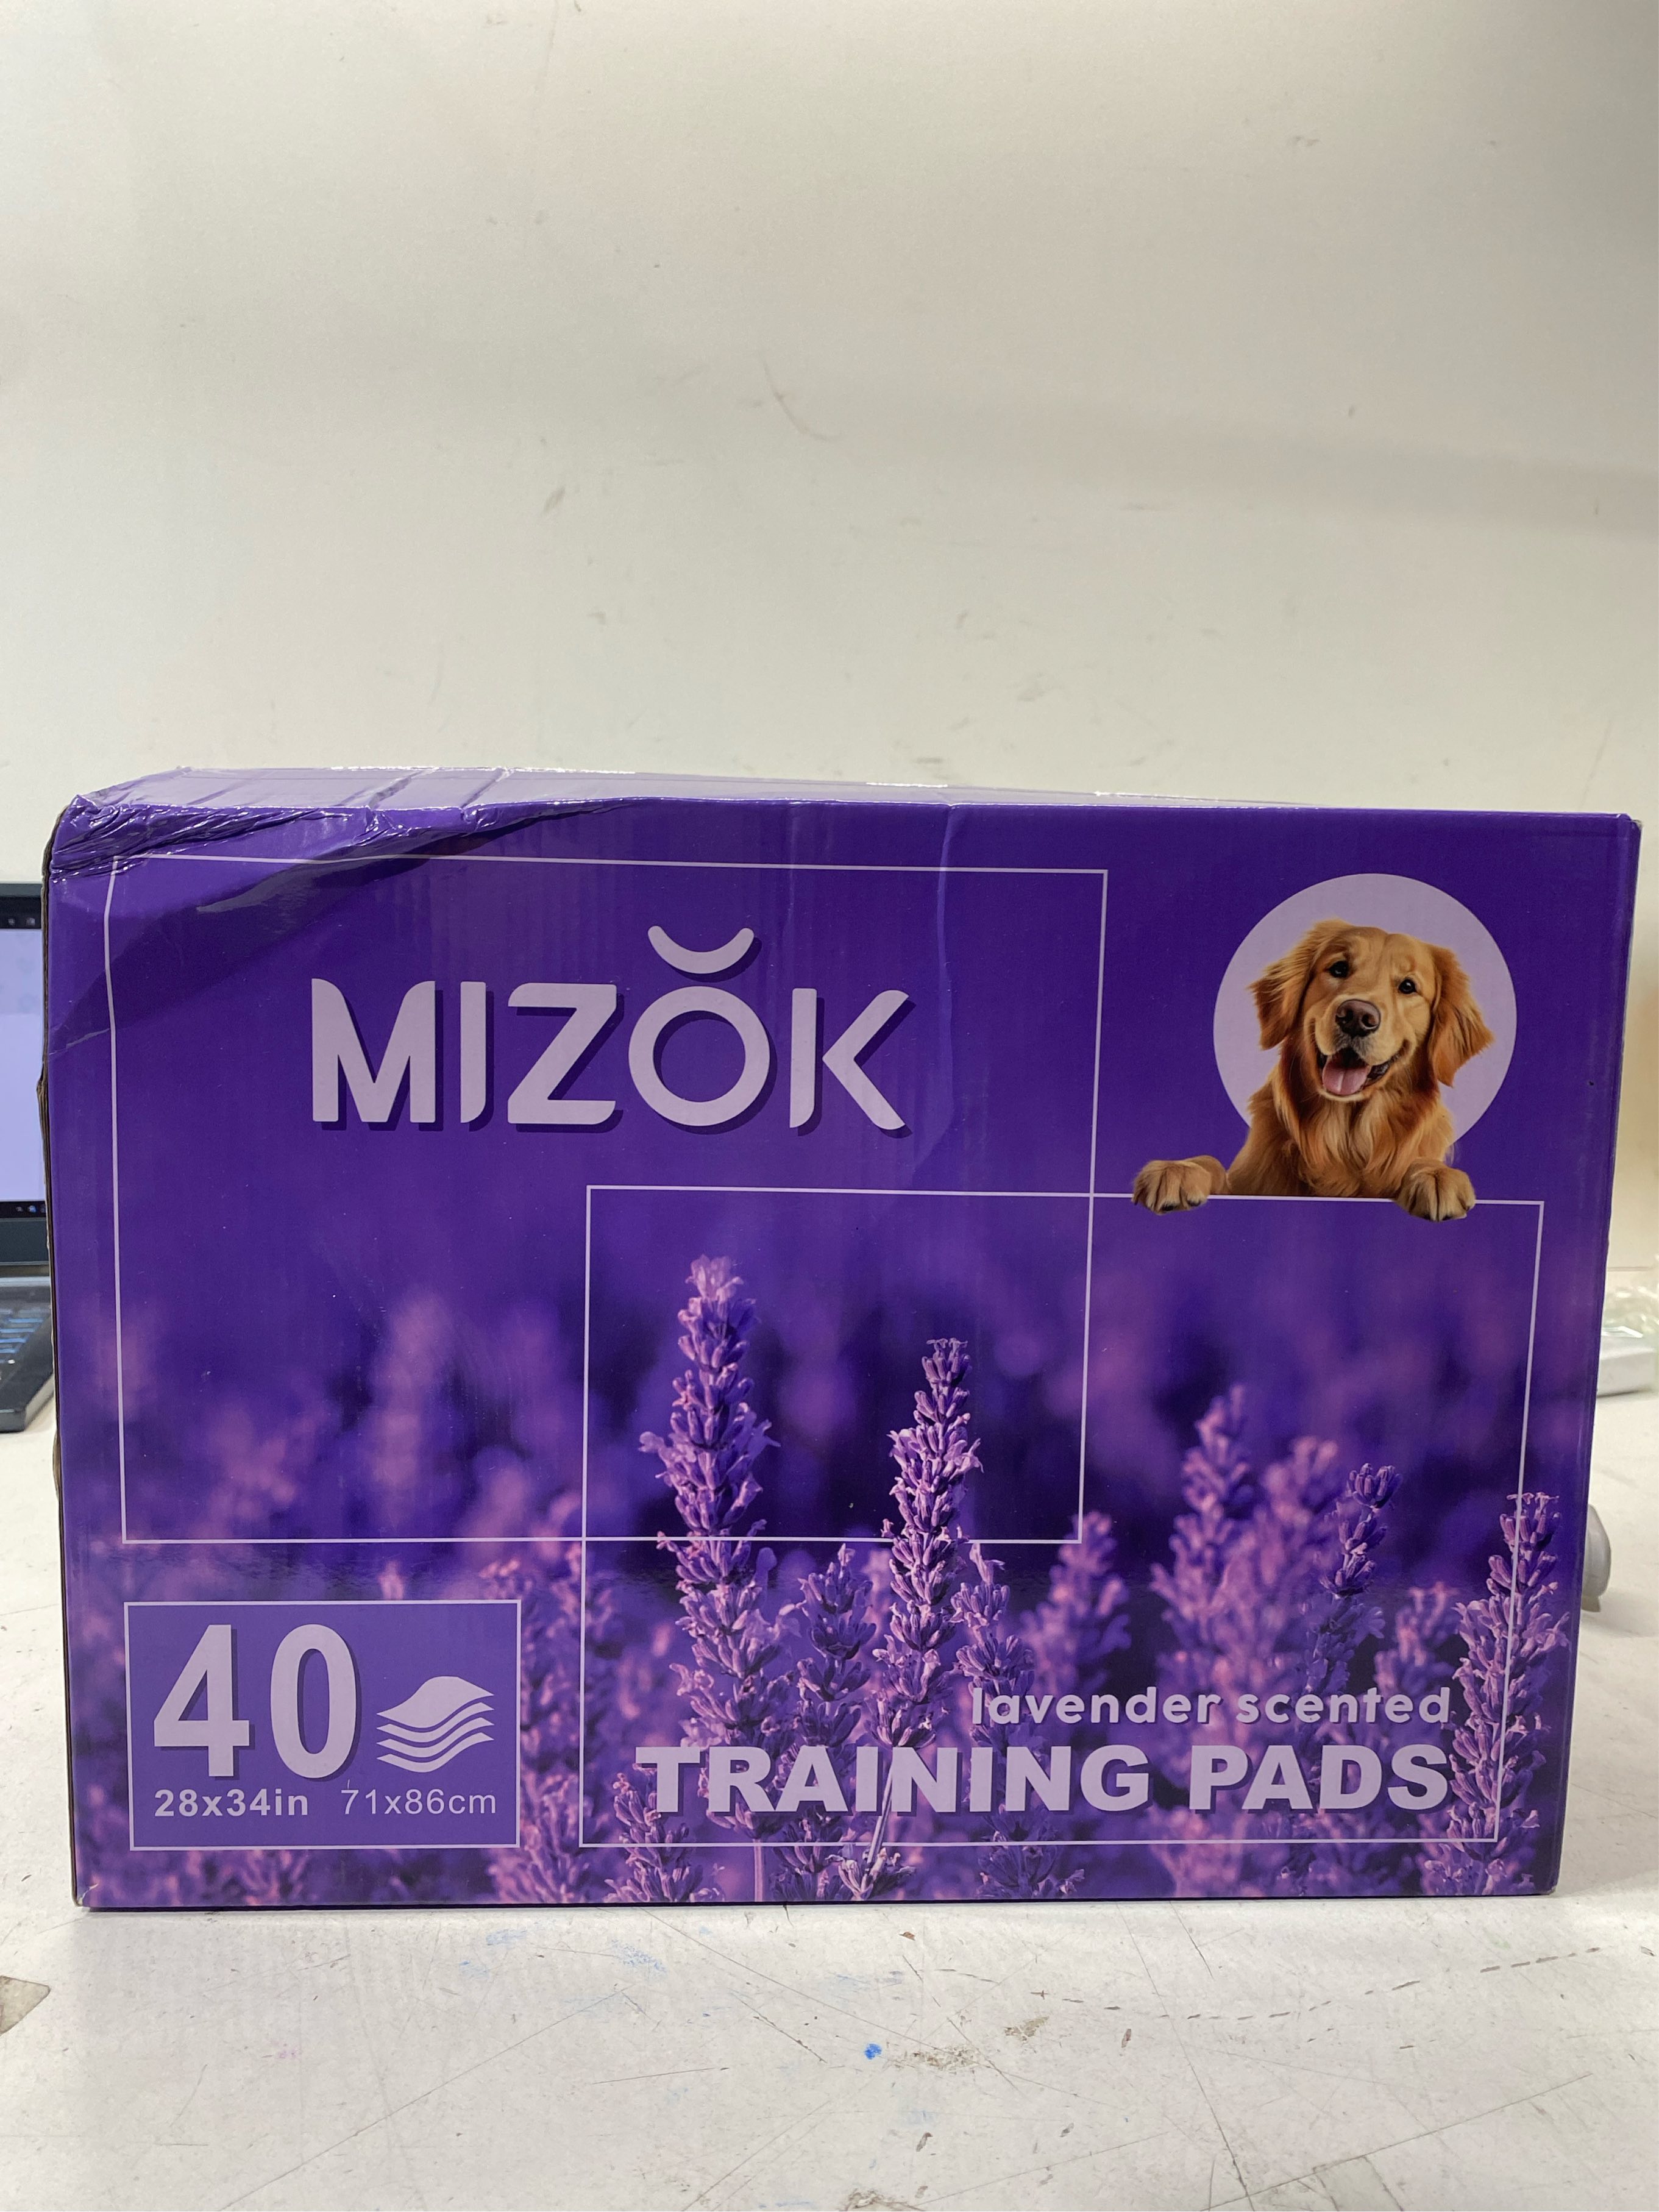 MIZŎK
40
28x34in 71x86cm
lavender scented
TRAINING PADS